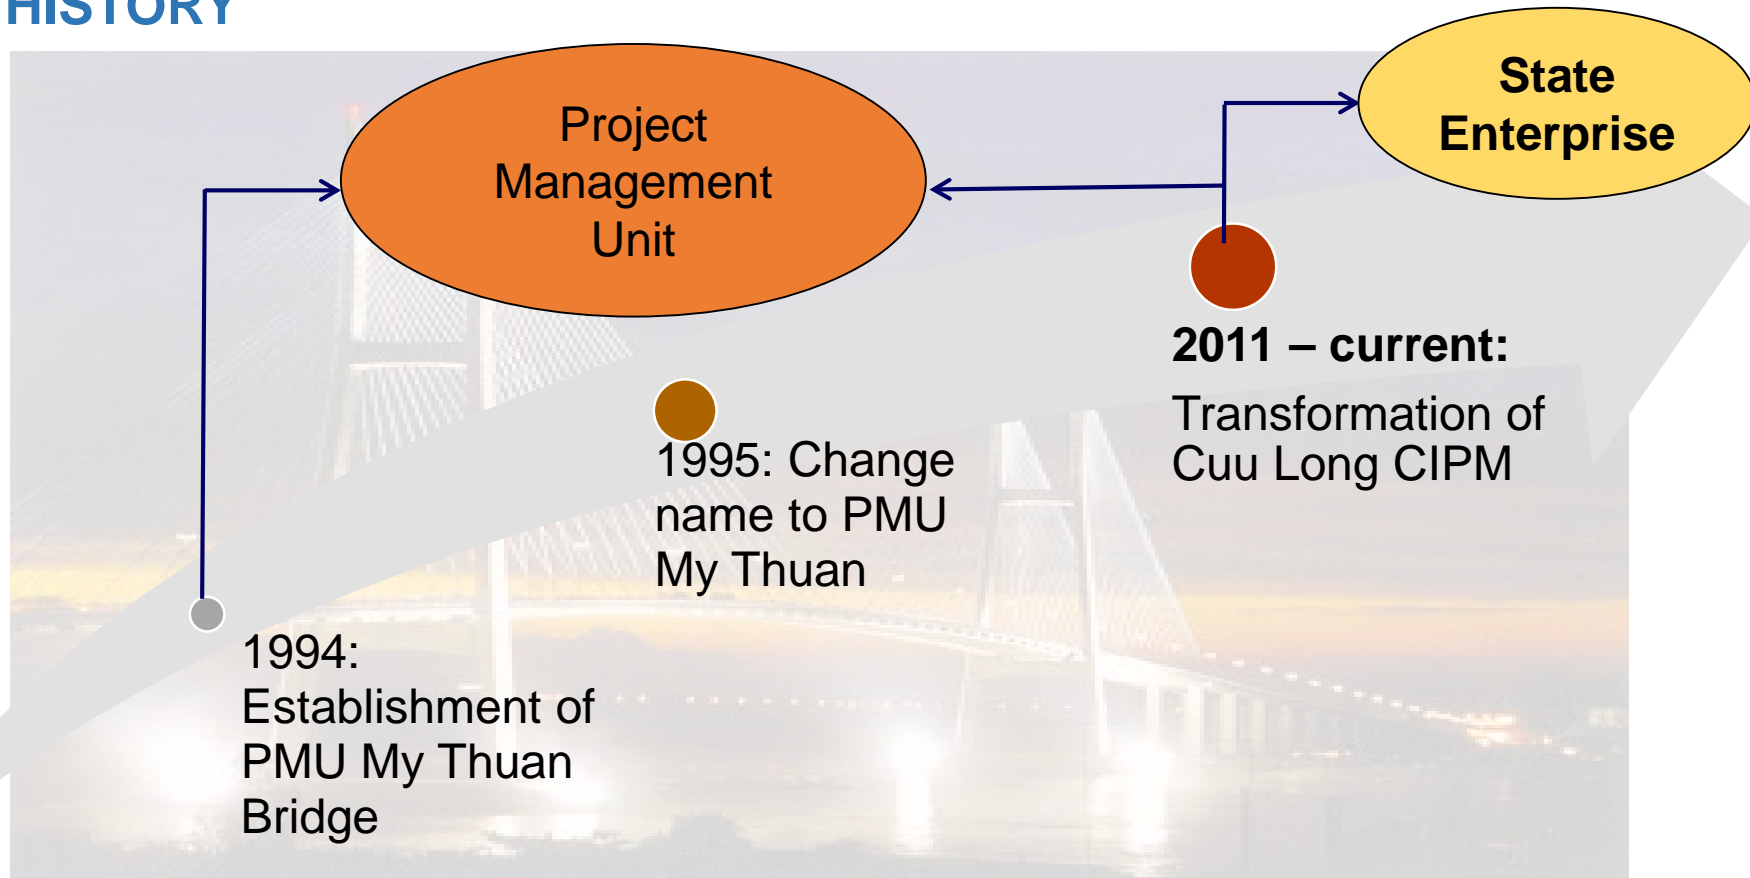 HISTORY
Project
Management
Unit
State
Enterprise
2011 – current:
Transformation of
Cuu Long CIPM
1995: Change
name to PMU
My Thuan
1994:
Establishment of
PMU My Thuan
Bridge